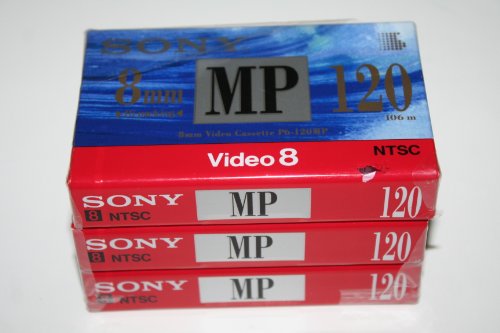 SONY
8mm MP 120
106 m
8mm Video Cassette P6-120MP
Video 8 NTSC
SONY MP 120
8 NTSC
SONY MP 120
8 NTSC
SONY MP 120
8 NTSC